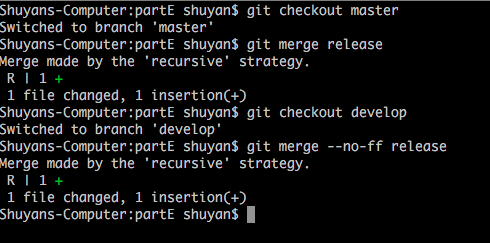 Shuyans-Computer:partE shuyan$ git checkout master
Switched to branch 'master'
Shuyans-Computer:partE shuyan$ git merge release
Merge made by the 'recursive' strategy.
 R | 1 +
 1 file changed, 1 insertion(+)
Shuyans-Computer:partE shuyan$ git checkout develop
Switched to branch 'develop'
Shuyans-Computer:partE shuyan$ git merge --no-ff release
Merge made by the 'recursive' strategy.
 R | 1 +
 1 file changed, 1 insertion(+)
Shuyans-Computer:partE shuyan$